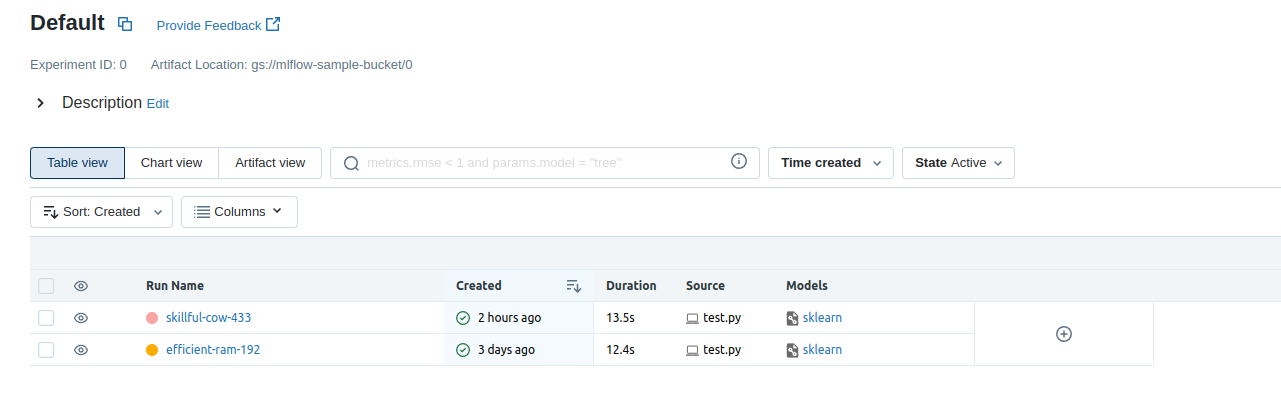 Default Provide Feedback
Experiment ID: 0 Artifact Location: gs://mlflow-sample-bucket/0
Description Edit
Table view Chart view Artifact view metrics.rmse < 1 and params.model = "tree" Time created State Active
Sort: Created Columns
Run Name Created Duration Source Models
skillful-cow-433 2 hours ago 13.5s test.py sklearn
efficient-ram-192 3 days ago 12.4s test.py sklearn